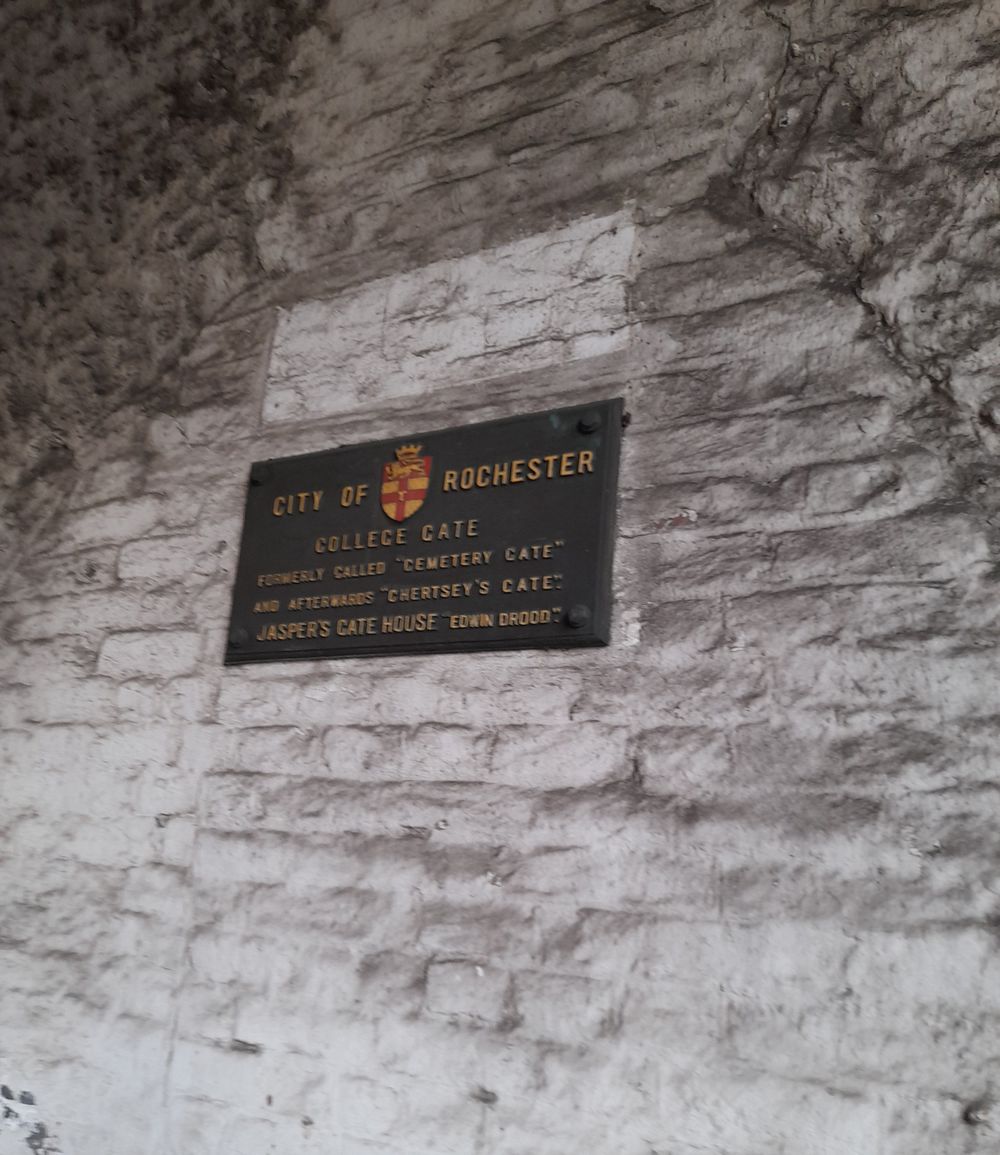 CITY OF ROCHESTER
COLLEGE GATE
FORMERLY CALLED "CEMETERY GATE"
AND AFTERWARDS "CHERTSEY'S GATE".
JASPER'S GATE HOUSE "EDWIN DROOD".